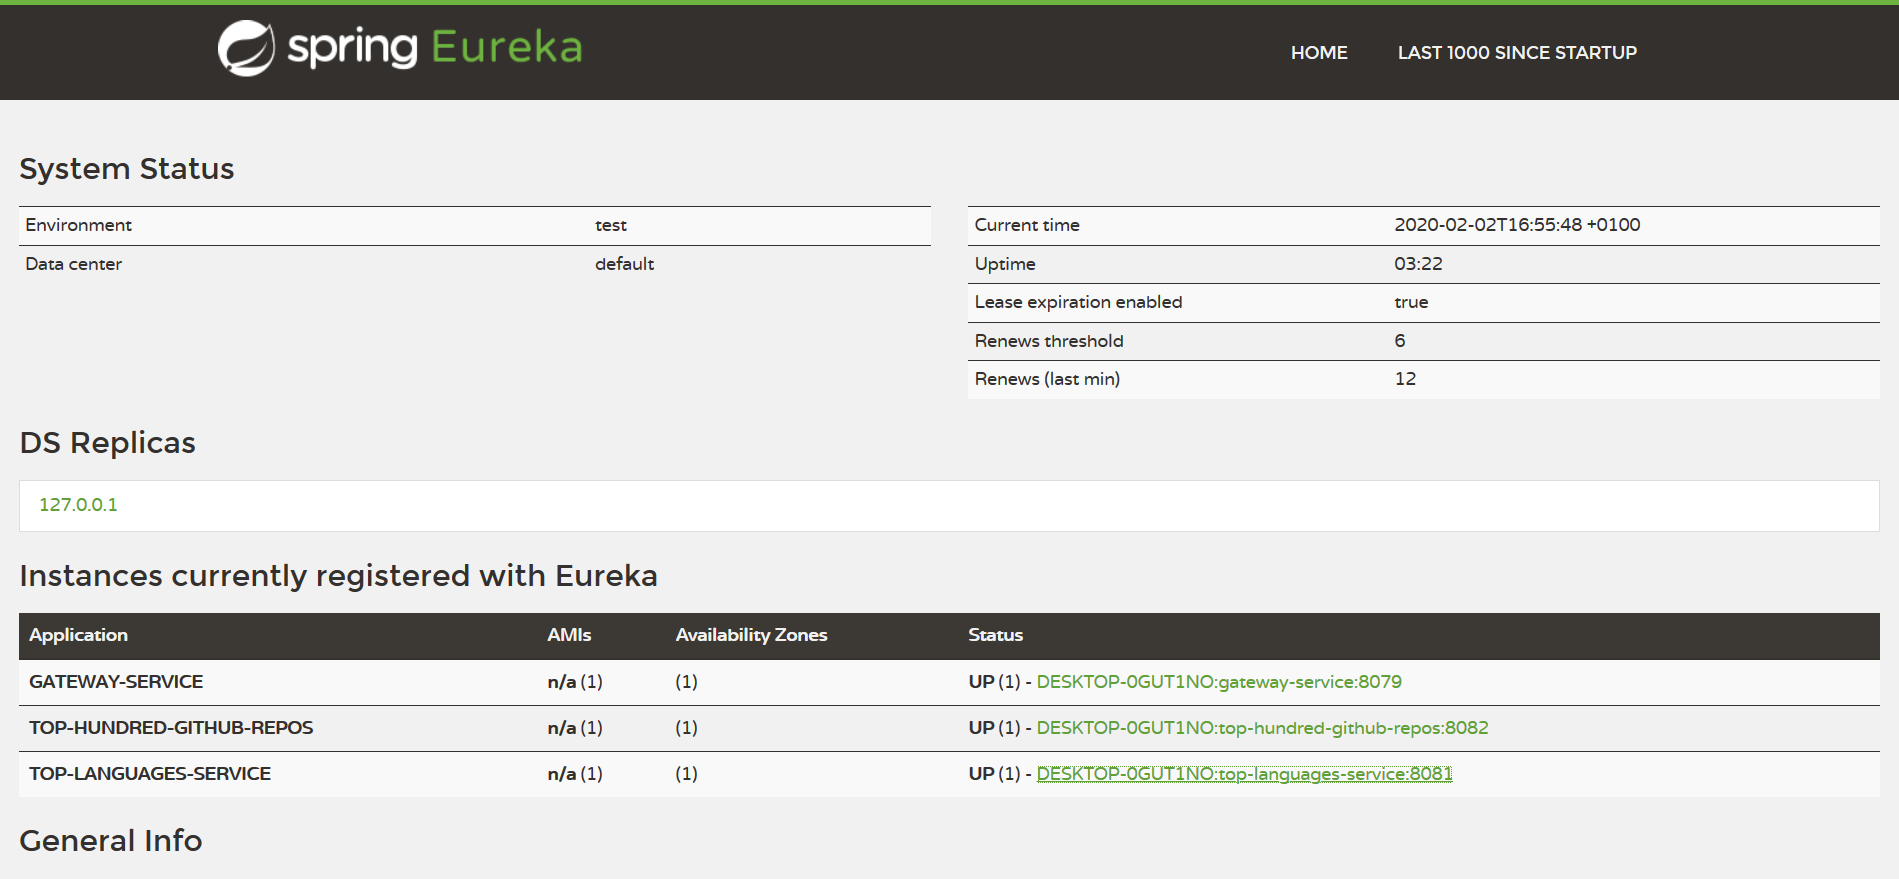 spring Eureka
HOME LAST 1000 SINCE STARTUP
System Status
Environment test
Data center default
Current time 2020-02-02T16:55:48 +0100
Uptime 03:22
Lease expiration enabled true
Renews threshold 6
Renews (last min) 12
DS Replicas
127.0.0.1
Instances currently registered with Eureka
Application AMIs Availability Zones Status
GATEWAY-SERVICE n/a (1) (1) UP (1) - DESKTOP-0GUT1NO:gateway-service:8079
TOP-HUNDRED-GITHUB-REPOS n/a (1) (1) UP (1) - DESKTOP-0GUT1NO:top-hundred-github-repos:8082
TOP-LANGUAGES-SERVICE n/a (1) (1) UP (1) - DESKTOP-0GUT1NO:top-languages-service:8081
General Info